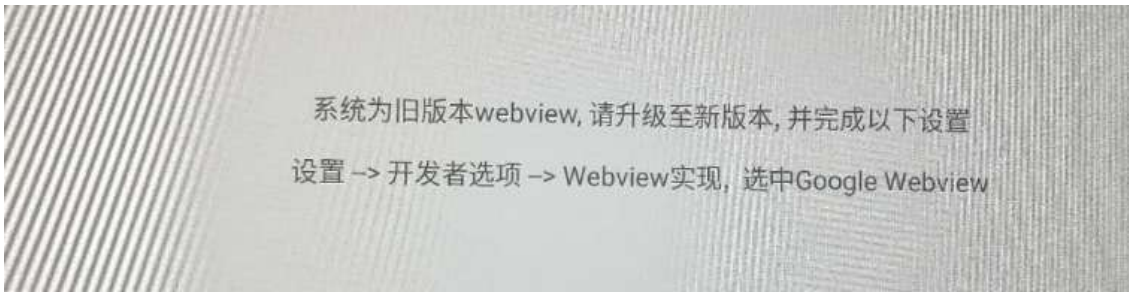 系统为旧版本webview, 请升级至新版本, 并完成以下设置
设置 –> 开发者选项 –> Webview实现, 选中Google Webview